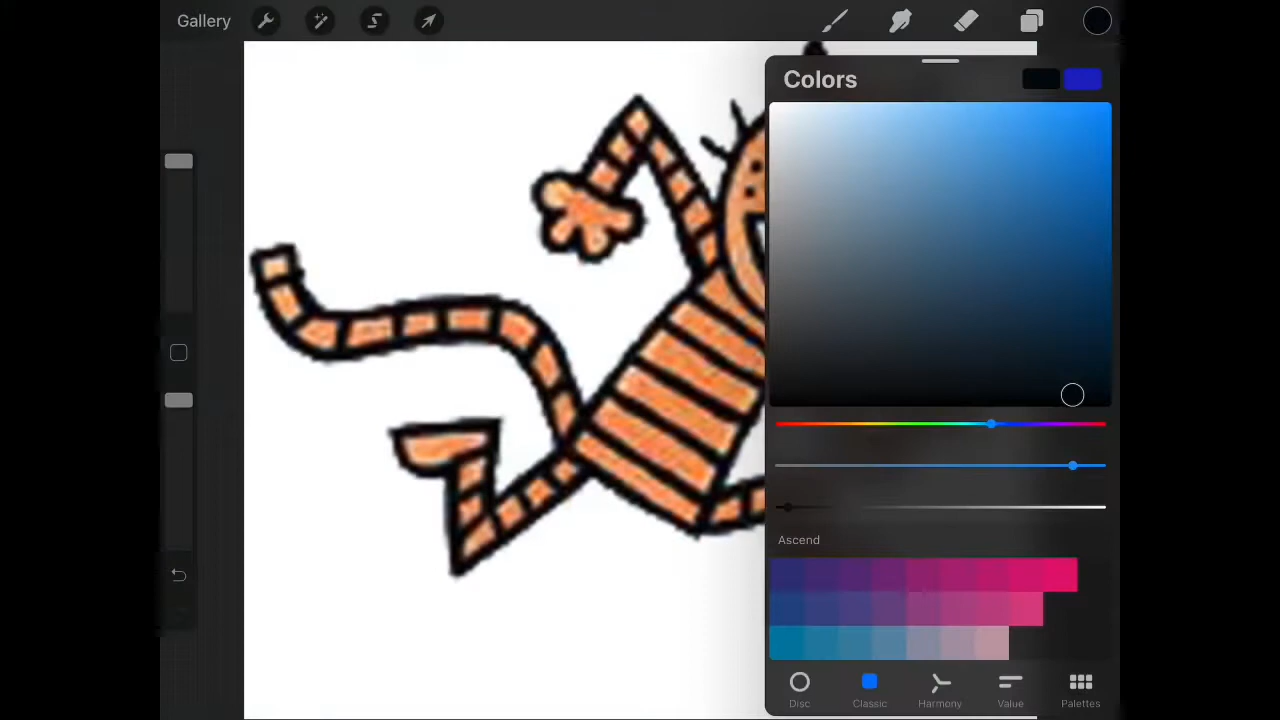 Gallery
Colors
Ascend
Disc
Classic
Harmony
Value
Palettes